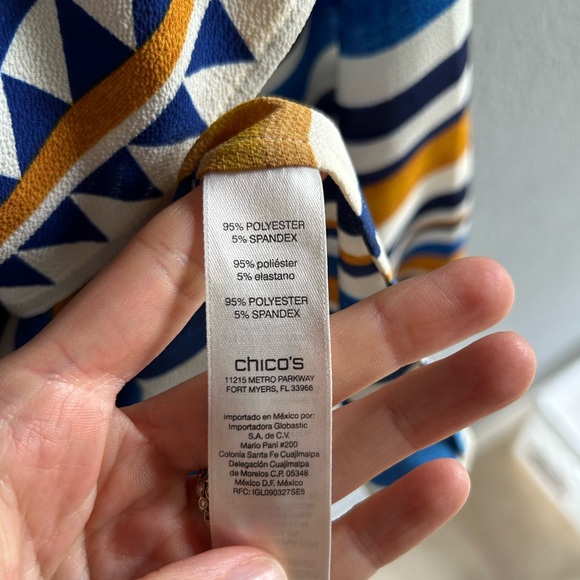 95% POLYESTER
5% SPANDEX
95% poliéster
5% elastano
95% POLYESTER
5% SPANDEX
chico's
11215 METRO PARKWAY
FORT MYERS, FL 33966
Importado en México por:
Importadora Globastic
S.A. de C.V.
Mario Pani #200
Colonia Santa Fe Cuajimalpa
Delegación Cuajimalpa
de Morelos C.P. 05348
México D.F. México
RFC: IGL090327SE5